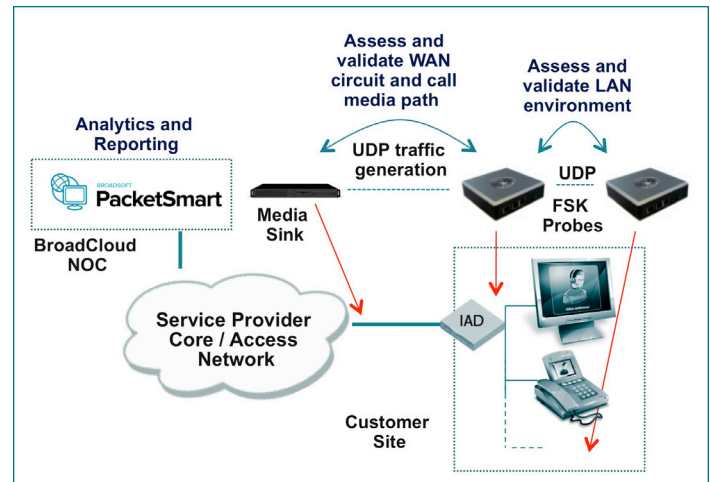 Assess and
validate WAN
circuit and call
media path
Assess and
validate LAN
environment
Analytics and
Reporting
UDP traffic
generation
UDP
BROADSOFT
PacketSmart
Media
Sink
FSK
Probes
BroadCloud
NOC
Service Provider
Core / Access
Network
IAD
Customer
Site